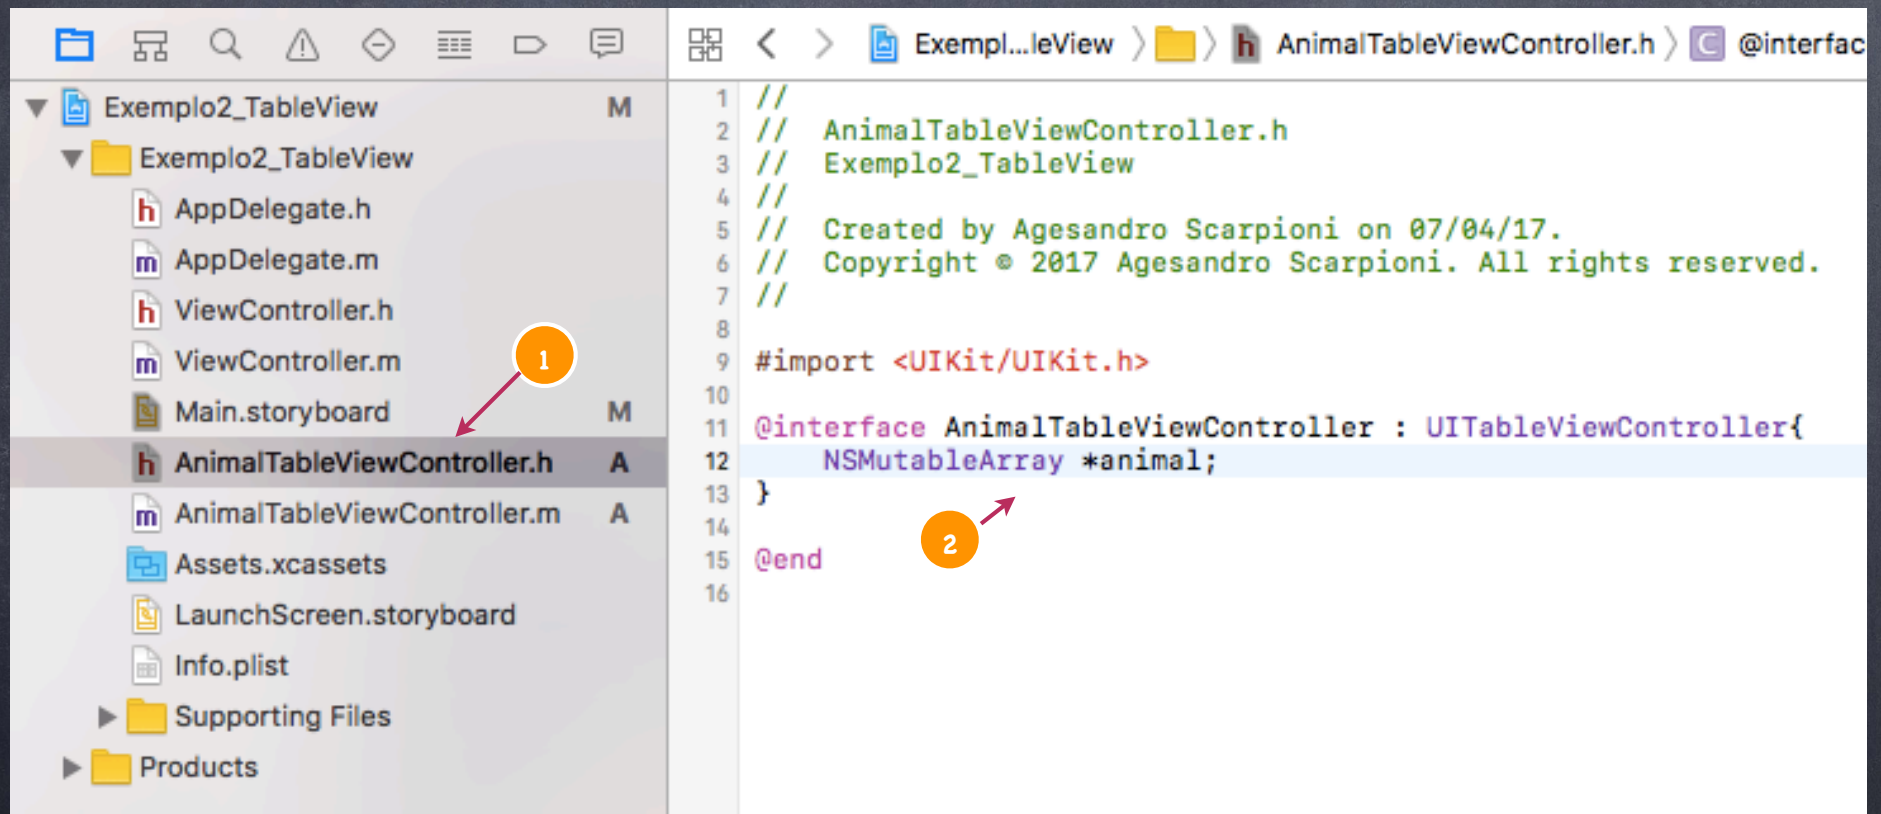 Exempl...leView
h AnimalTableViewController.h
C @interfac
Exemplo2_TableView M
Exemplo2_TableView
h AppDelegate.h
m AppDelegate.m
h ViewController.h
m ViewController.m
Main.storyboard M
h AnimalTableViewController.h A
m AnimalTableViewController.m A
Assets.xcassets
LaunchScreen.storyboard
Info.plist
Supporting Files
Products
1
2
1 //
2 //  AnimalTableViewController.h
3 //  Exemplo2_TableView
4 //
5 //  Created by Agesandro Scarpioni on 07/04/17.
6 //  Copyright © 2017 Agesandro Scarpioni. All rights reserved.
7 //
8
9 #import <UIKit/UIKit.h>
10
11 @interface AnimalTableViewController : UITableViewController{
12     NSMutableArray *animal;
13 }
14
15 @end
16